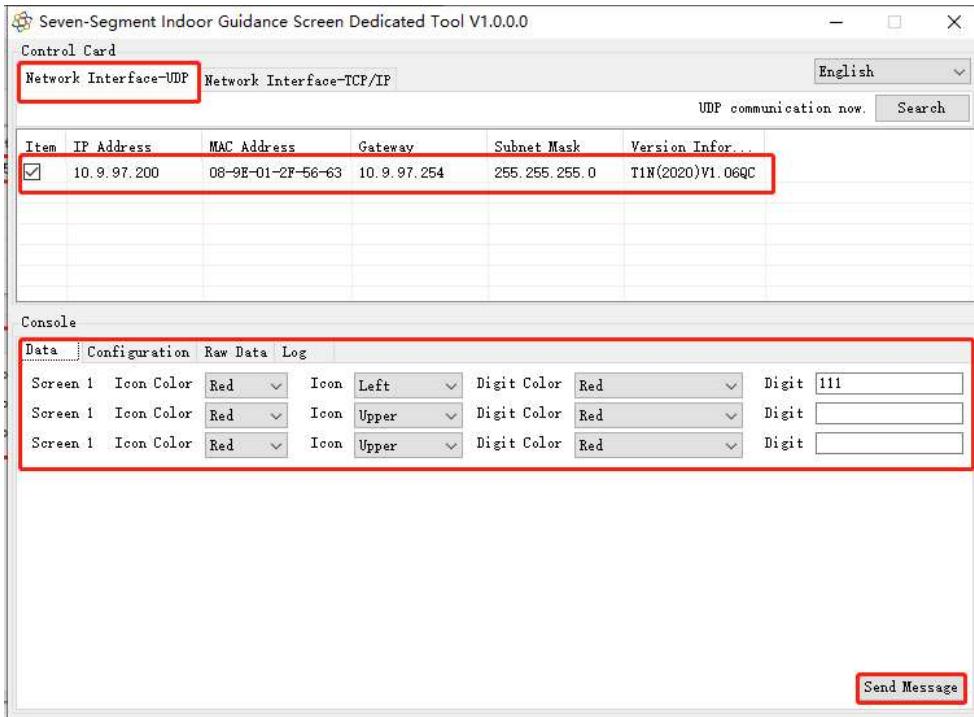 Seven-Segment Indoor Guidance Screen Dedicated Tool V1.0.0.0
Control Card
Network Interface-UDP Network Interface-TCP/IP English
UDP communication now. Search
Item IP Address MAC Address Gateway Subnet Mask Version Infor...
10.9.97.200 08-9E-01-2F-56-63 10.9.97.254 255.255.255.0 T1N(2020)V1.06QC
Console
Data Configuration Raw Data Log
Screen 1 Icon Color Red Icon Left Digit Color Red Digit 111
Screen 1 Icon Color Red Icon Upper Digit Color Red Digit
Screen 1 Icon Color Red Icon Upper Digit Color Red Digit
Send Message